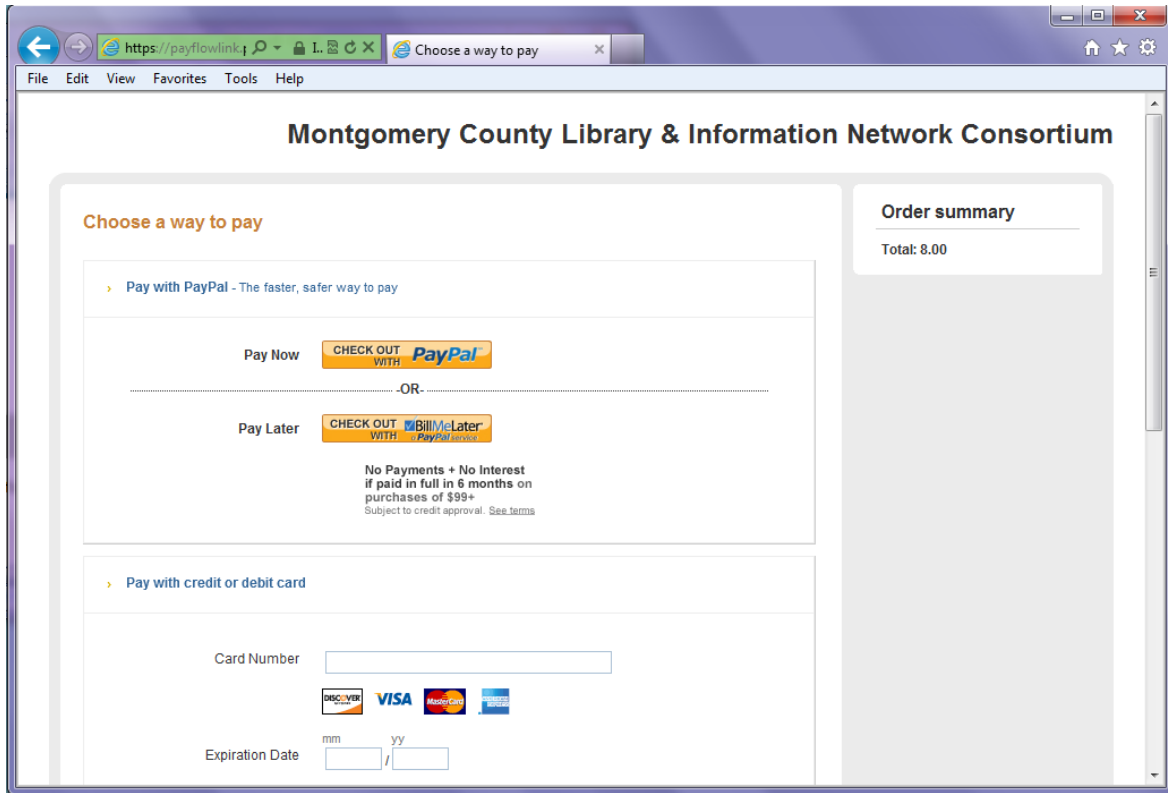 https://payflowlink.p
I..
Choose a way to pay
File Edit View Favorites Tools Help
Montgomery County Library & Information Network Consortium
Choose a way to pay
Order summary
Total: 8.00
› Pay with PayPal - The faster, safer way to pay
Pay Now
CHECK OUT
WITH PayPal™
-OR-
Pay Later
CHECK OUT BillMeLater
WITH a PayPal service
No Payments + No Interest
if paid in full in 6 months on
purchases of $99+
Subject to credit approval. See terms
› Pay with credit or debit card
Card Number
DISCOVER VISA MasterCard
mm yy
Expiration Date /